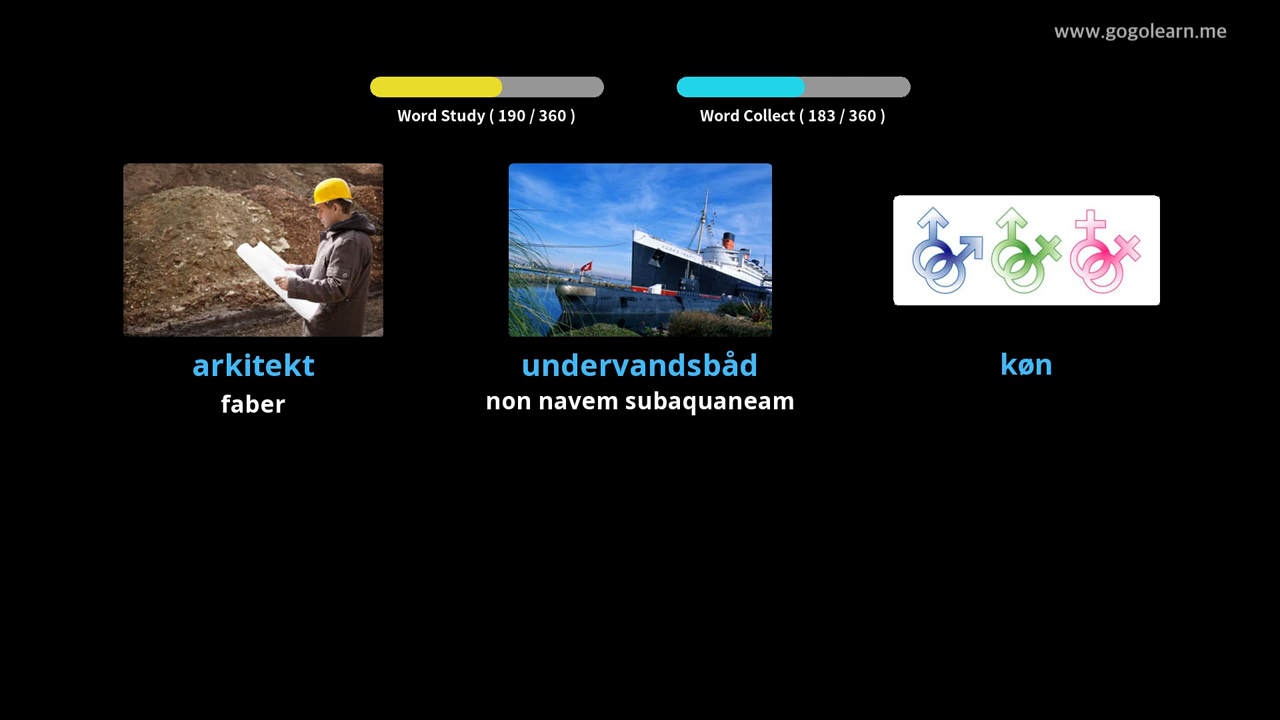 www.gogolearn.me
Word Study ( 190 / 360 )
Word Collect ( 183 / 360 )
arkitekt
faber
undervandsbåd
non navem subaquaneam
køn